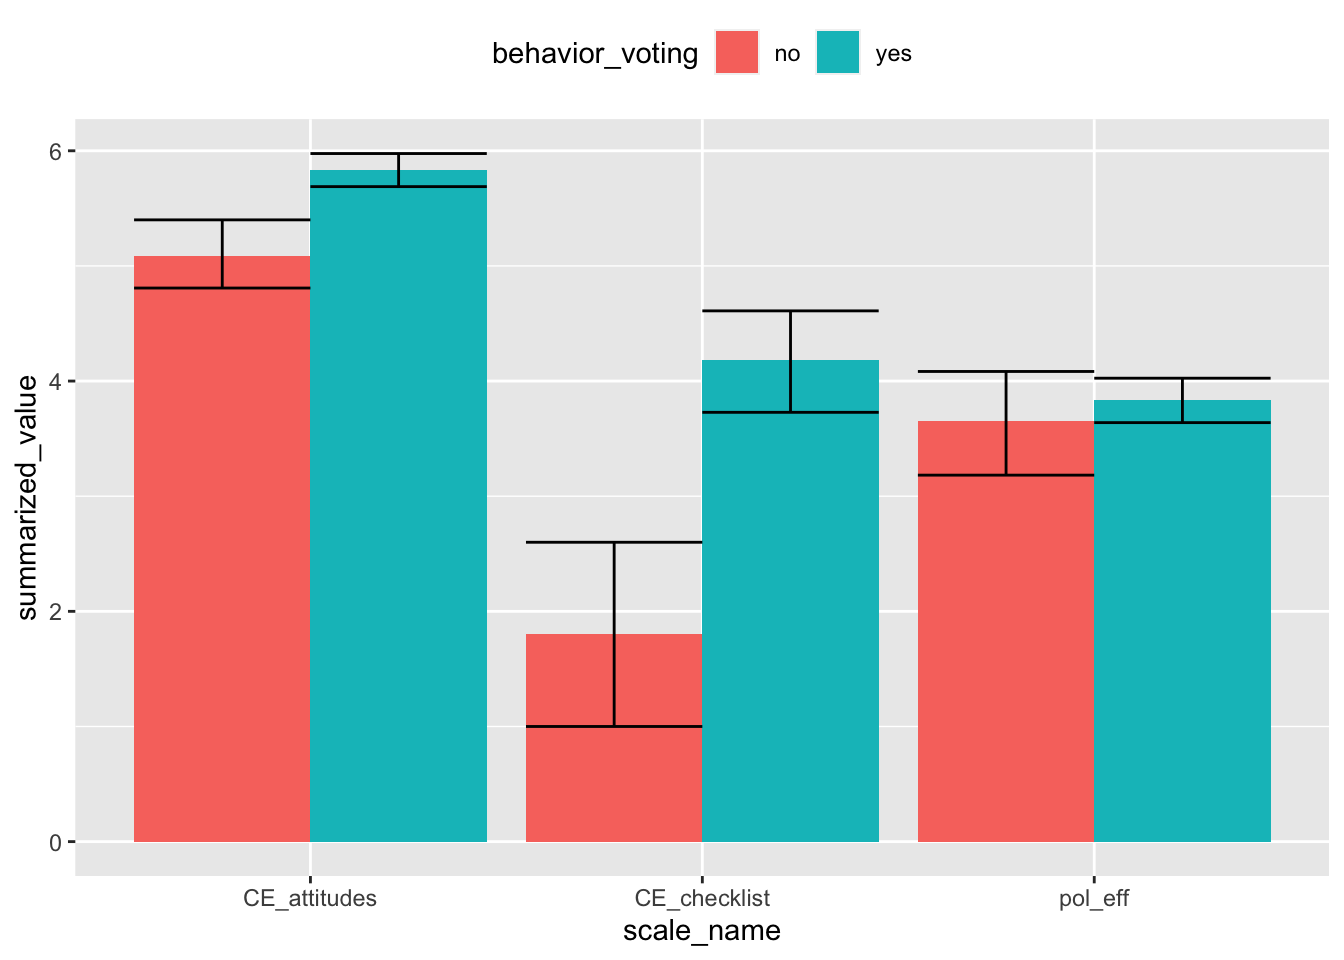 behavior_voting no yes
6
4
2
0
summarized_value
CE_attitudes CE_checklist pol_eff
scale_name